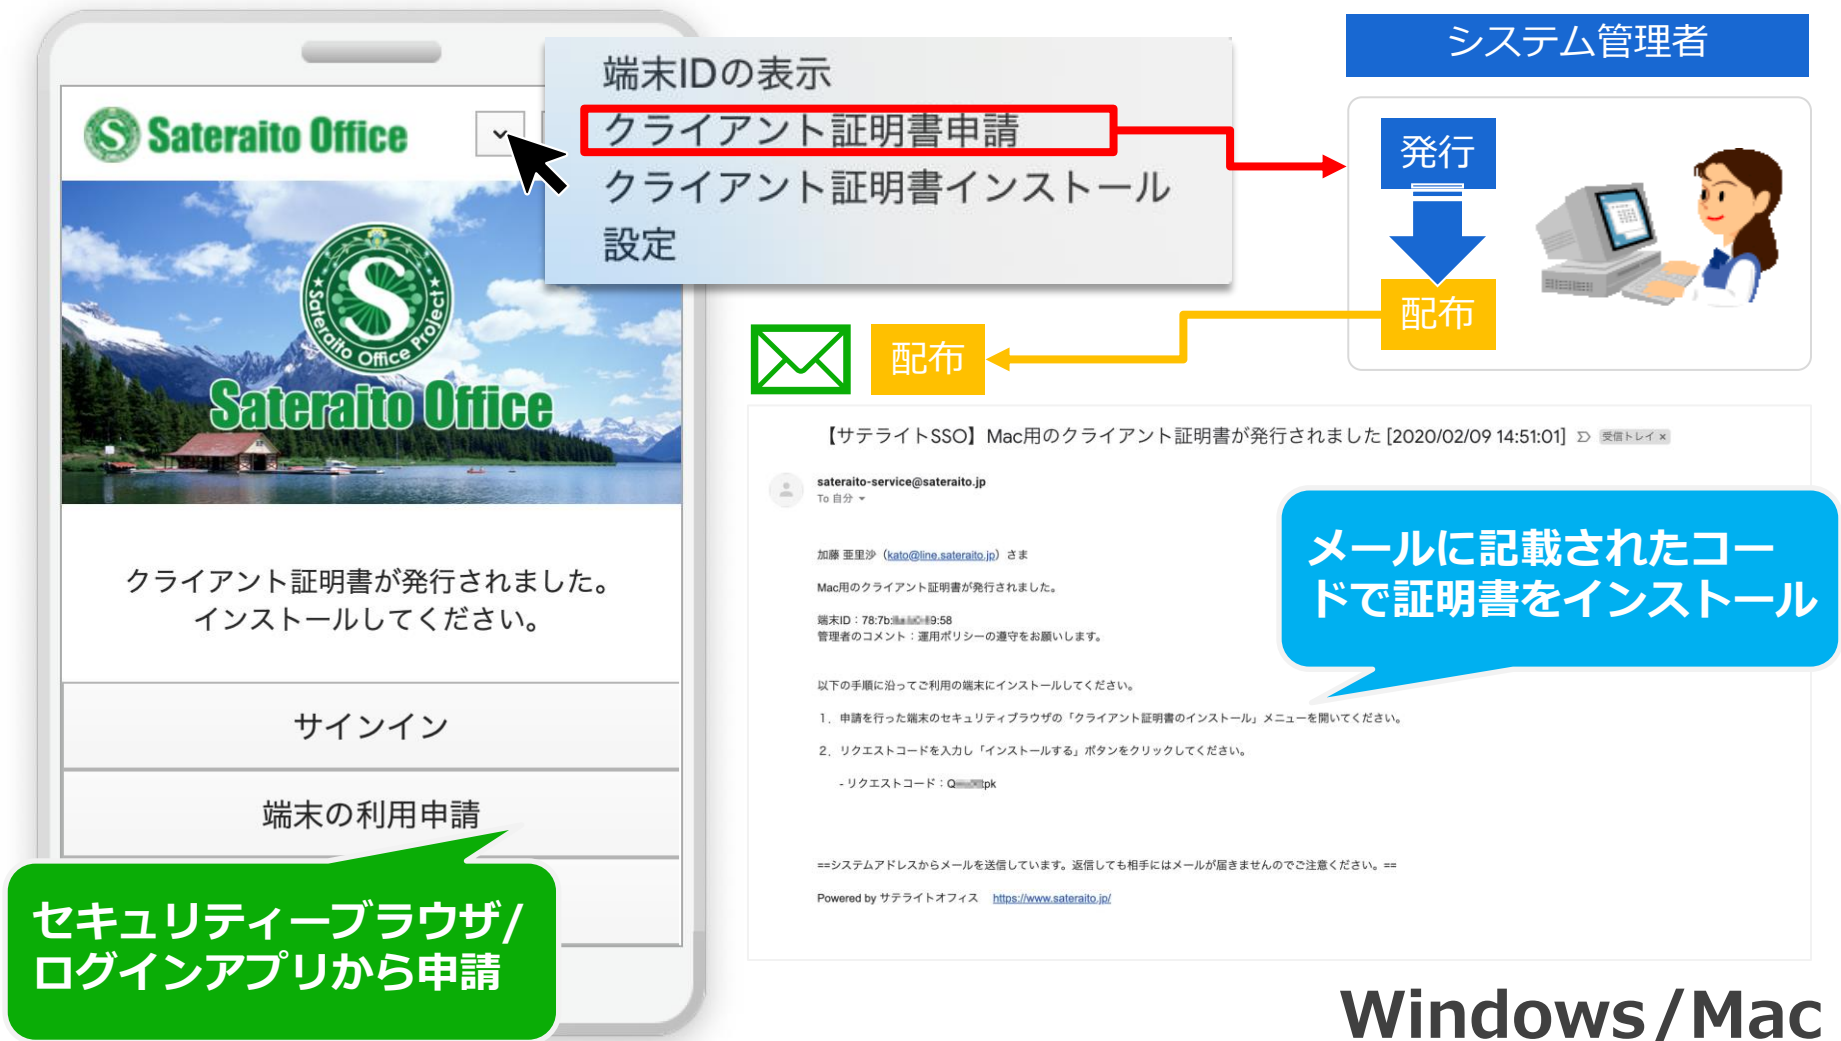 Sateraito Office
Sateraito Office Project
Sateraito Office
クライアント証明書が発行されました。
インストールしてください。
サインイン
端末の利用申請
セキュリティーブラウザ/
ログインアプリから申請
端末IDの表示
クライアント証明書申請
クライアント証明書インストール
設定
システム管理者
発行
配布
配布
【サテライトSSO】Mac用のクライアント証明書が発行されました [2020/02/09 14:51:01]
受信トレイ ×
sateraito-service@sateraito.jp
To 自分
加藤 亜里沙（kato@line.sateraito.jp）さま
Mac用のクライアント証明書が発行されました。
端末ID：78:7b:9:58
管理者のコメント：運用ポリシーの遵守をお願いします。
以下の手順に沿ってご利用の端末にインストールしてください。
1．申請を行った端末のセキュリティブラウザの「クライアント証明書のインストール」メニューを開いてください。
2．リクエストコードを入力し「インストールする」ボタンをクリックしてください。
- リクエストコード：Qtpk
==システムアドレスからメールを送信しています。返信しても相手にはメールが届きませんのでご注意ください。==
Powered by サテライトオフィス https://www.sateraito.jp/
メールに記載されたコー
ドで証明書をインストール
Windows/Mac